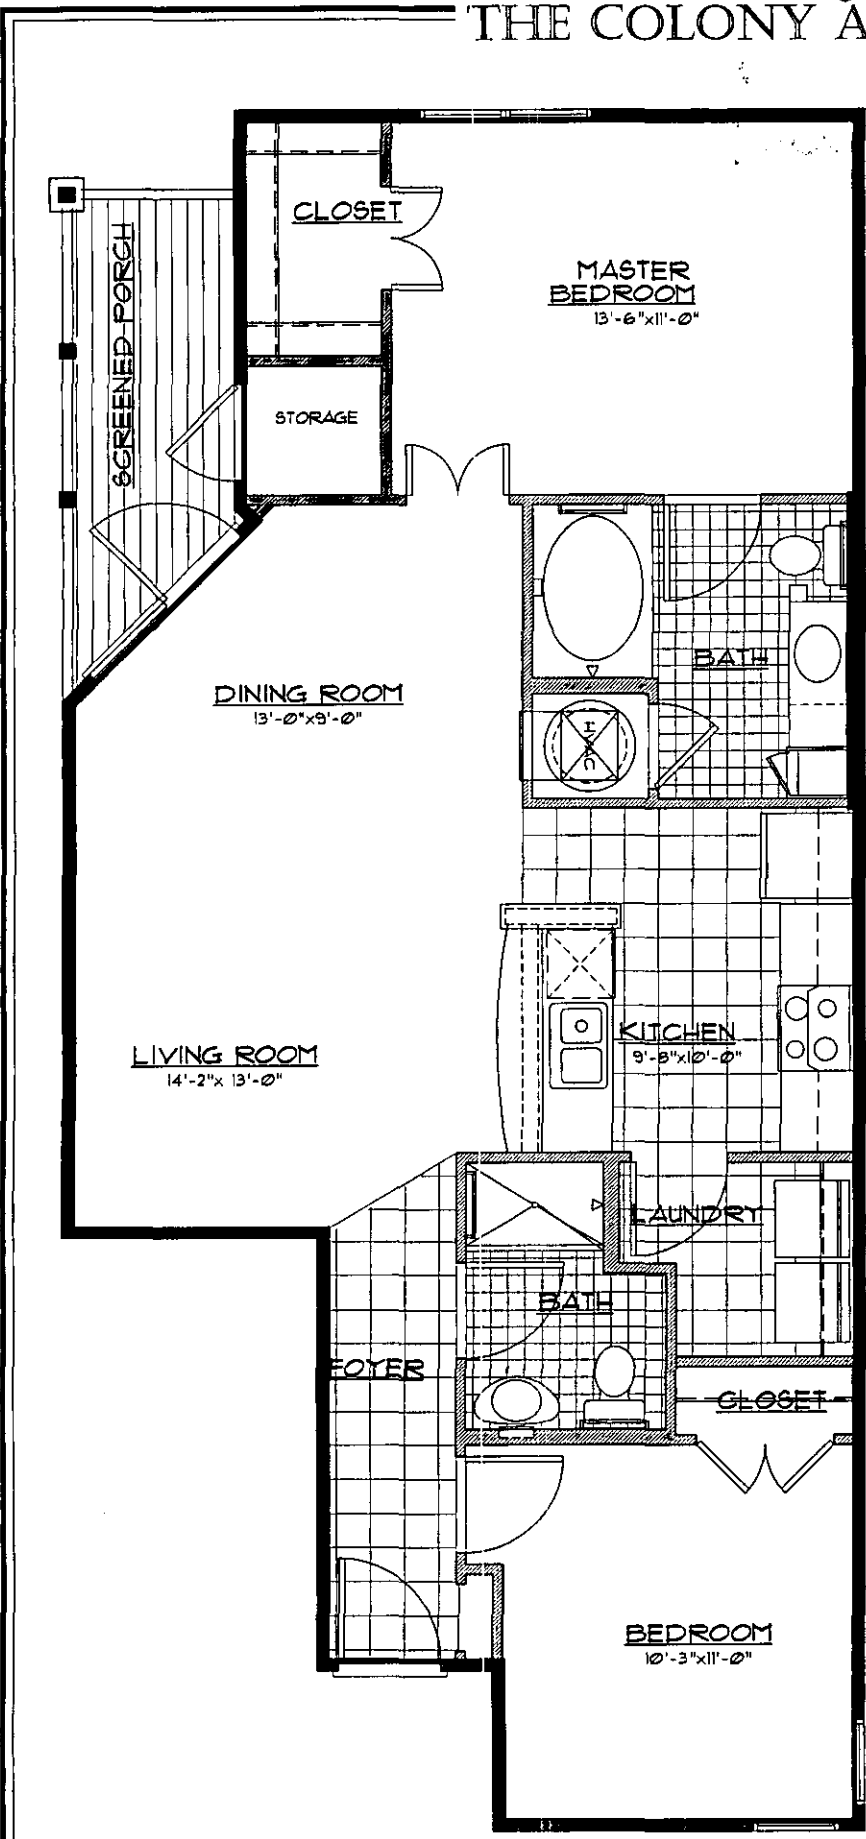 THE COLONY A
CLOSET
MASTER
BEDROOM
13'-6"x11'-0"
SCREENED PORCH
STORAGE
BATH
DINING ROOM
13'-0"x9'-0"
HVAC
KITCHEN
9'-8"x10'-0"
LIVING ROOM
14'-2"x 13'-0"
LAUNDRY
BATH
FOYER
CLOSET
BEDROOM
10'-3"x11'-0"